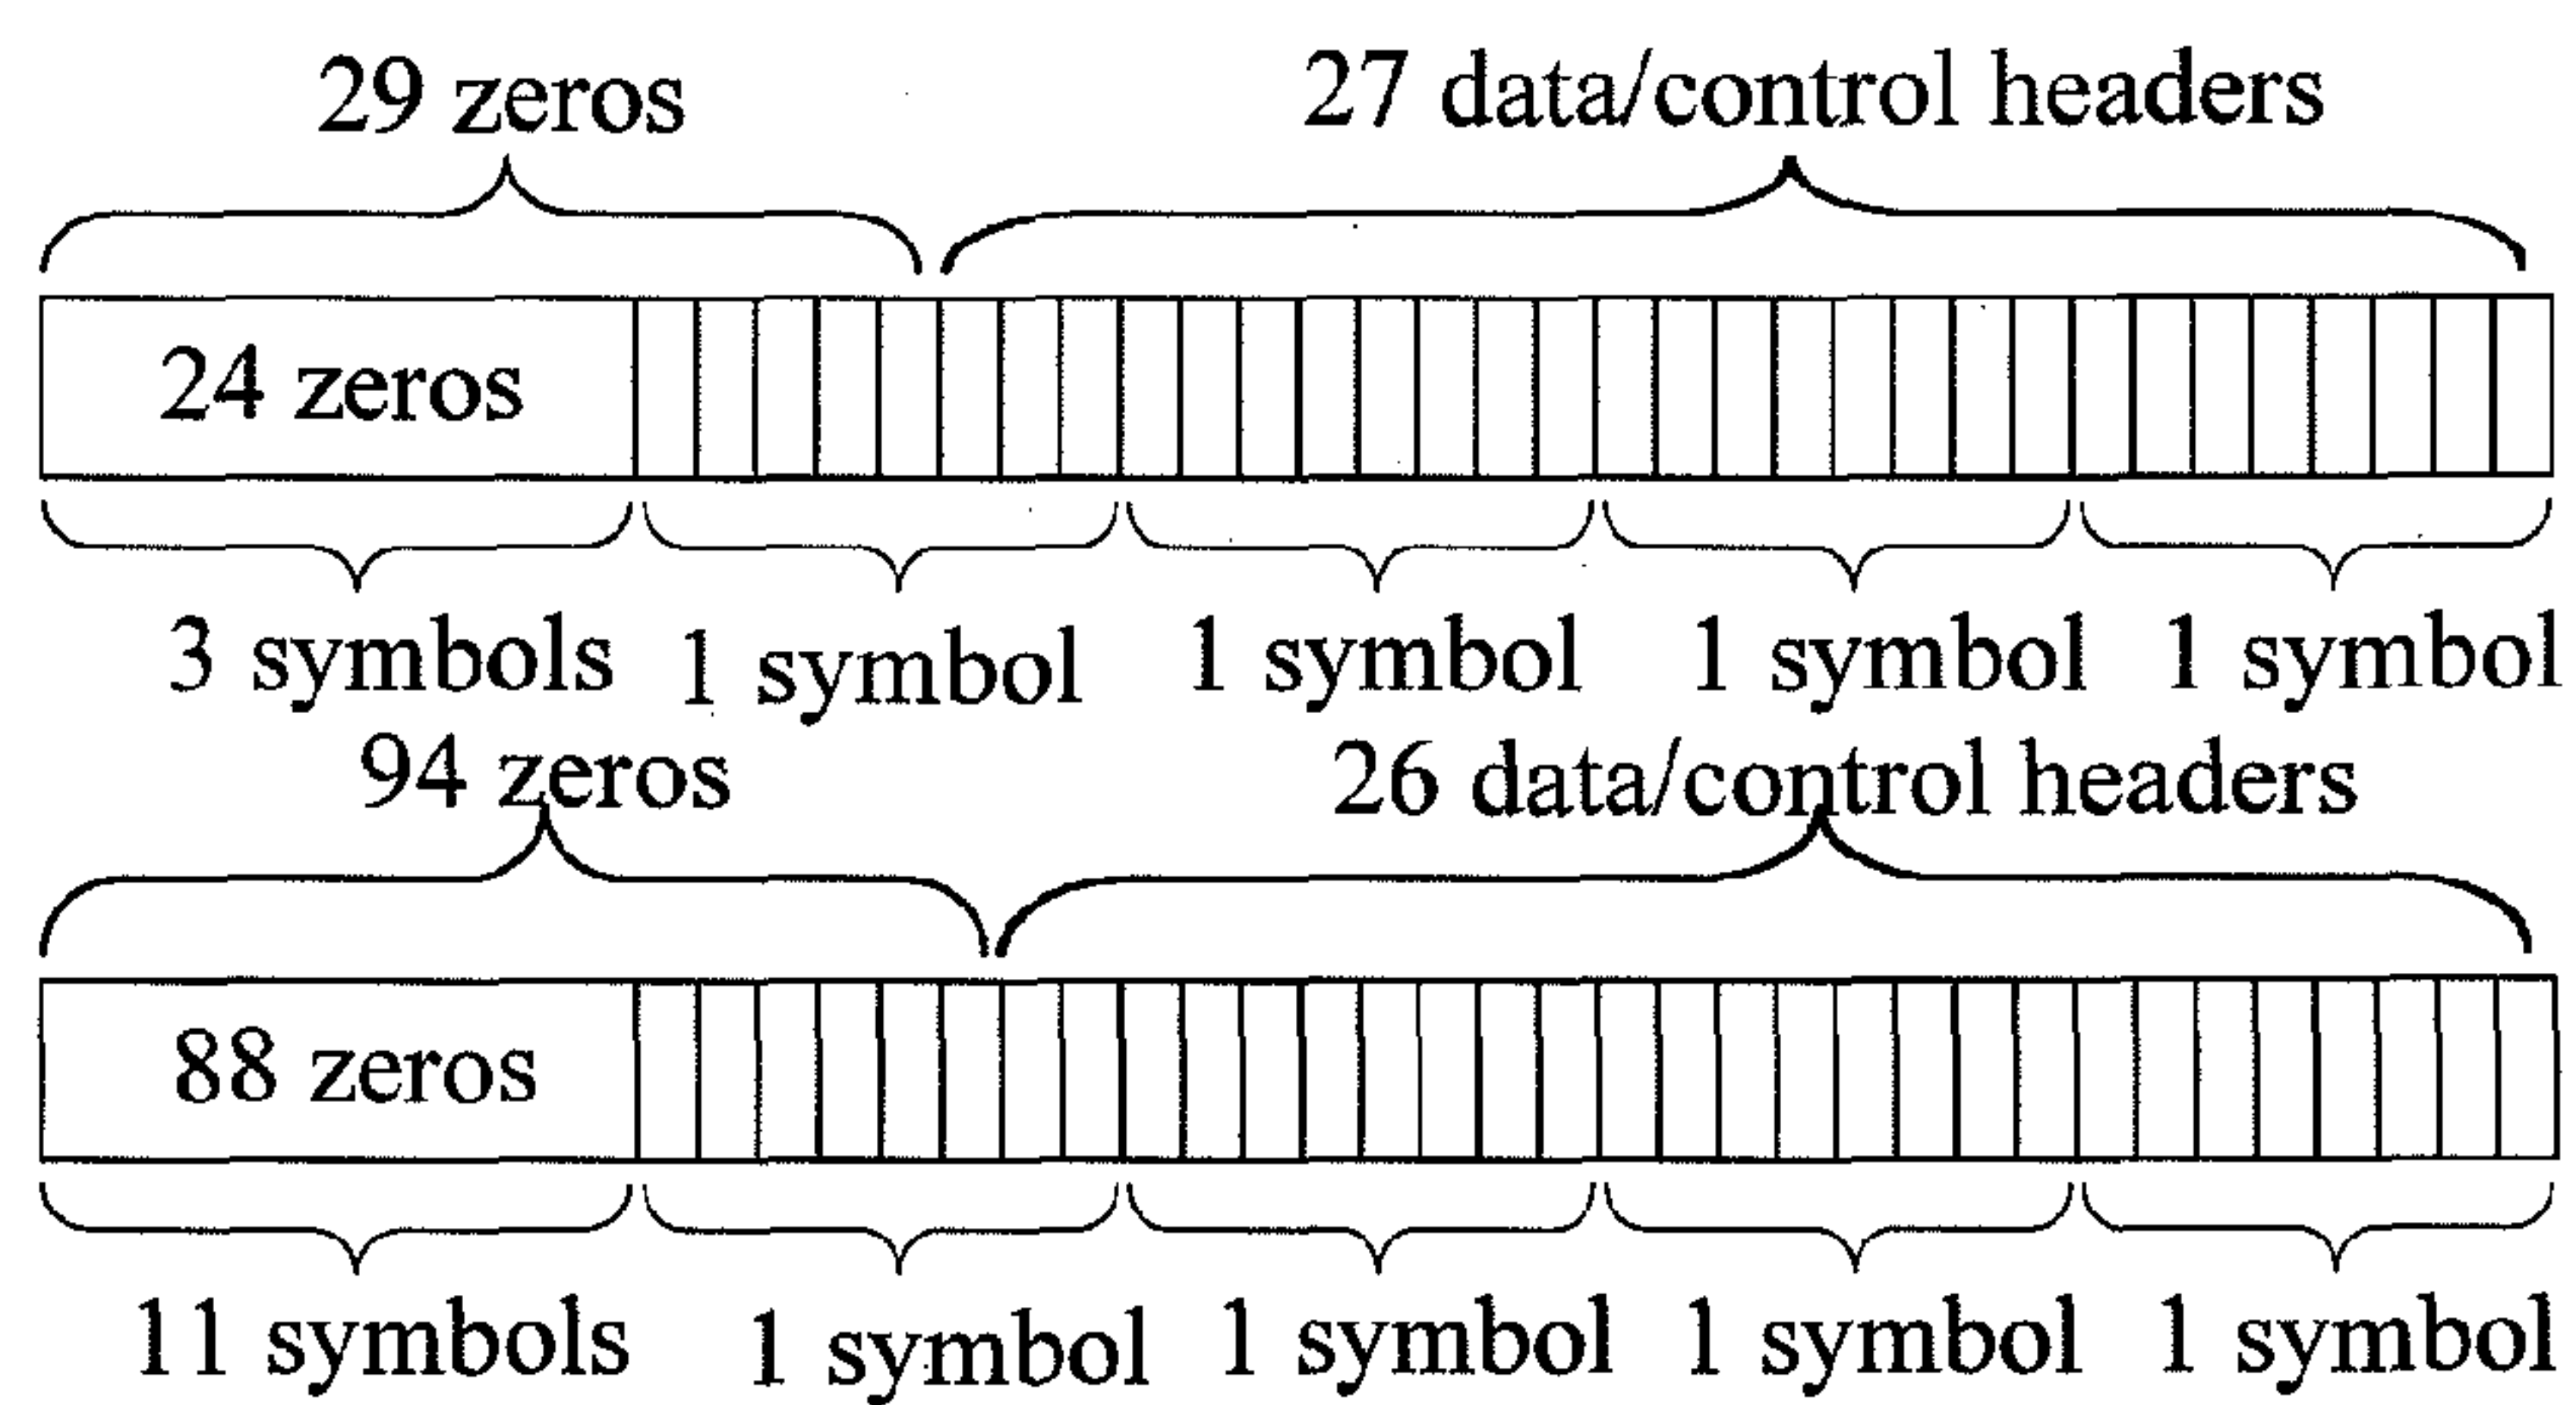 29 zeros 27 data/control headers
24 zeros
3 symbols 1 symbol 1 symbol 1 symbol 1 symbol
94 zeros 26 data/control headers
88 zeros
11 symbols 1 symbol 1 symbol 1 symbol 1 symbol